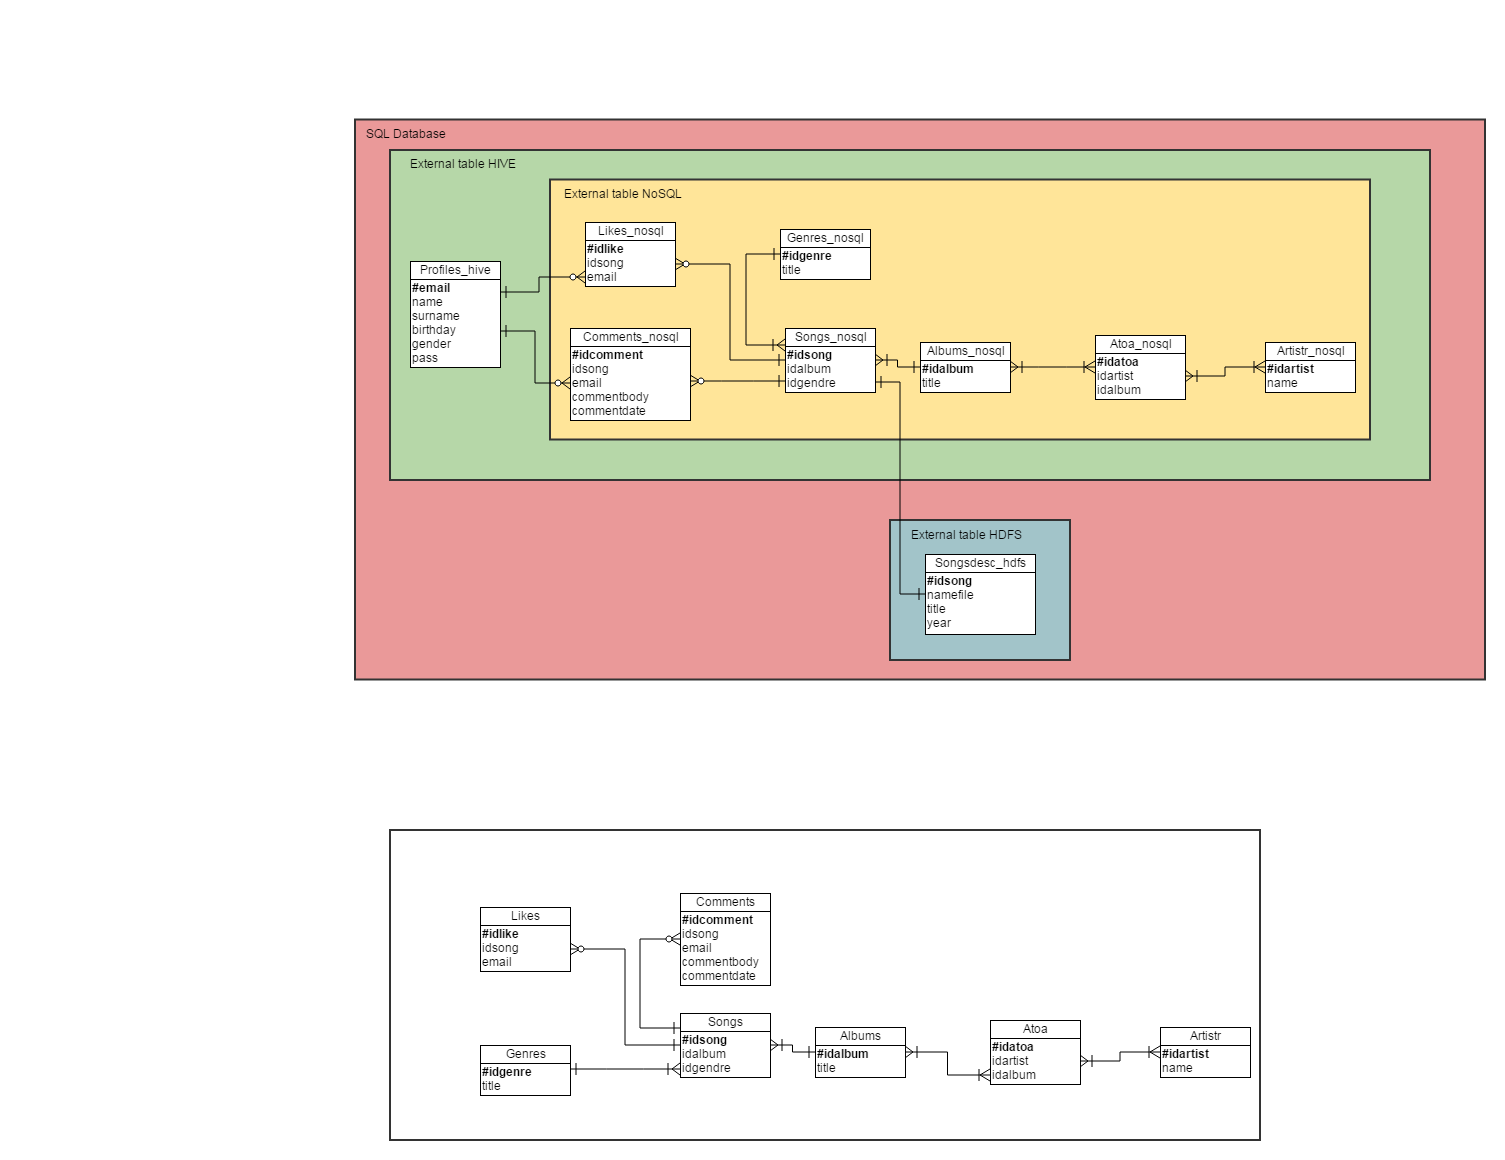 SQL Database
External table HIVE
External table NoSQL
Likes_nosql
#idlike
idsong
email
Genres_nosql
#idgenre
title
Profiles_hive
#email
name
surname
birthday
gender
pass
Comments_nosql
#idcomment
idsong
email
commentbody
commentdate
Songs_nosql
#idsong
idalbum
idgendre
Albums_nosql
#idalbum
title
Atoa_nosql
#idatoa
idartist
idalbum
Artistr_nosql
#idartist
name
External table HDFS
Songsdesc_hdfs
#idsong
namefile
title
year
Likes
#idlike
idsong
email
Comments
#idcomment
idsong
email
commentbody
commentdate
Genres
#idgenre
title
Songs
#idsong
idalbum
idgendre
Albums
#idalbum
title
Atoa
#idatoa
idartist
idalbum
Artistr
#idartist
name